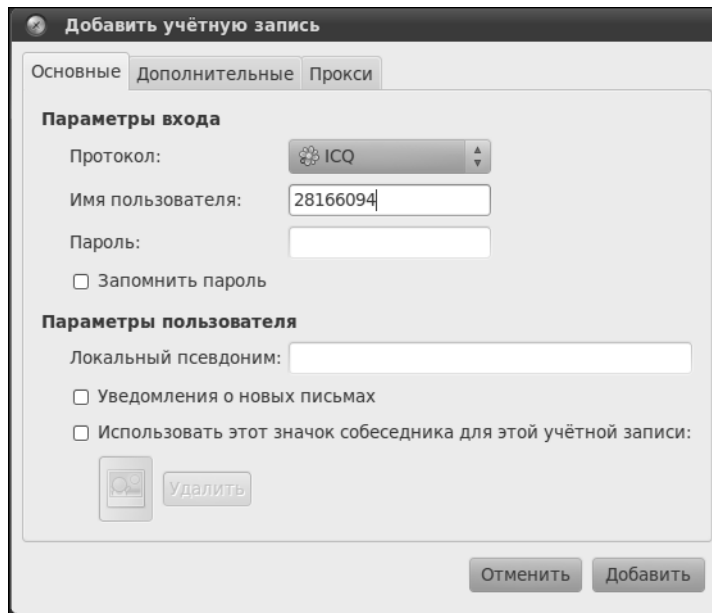 Добавить учётную запись
Основные Дополнительные Прокси
Параметры входа
Протокол: ICQ
Имя пользователя: 28166094
Пароль:
Запомнить пароль
Параметры пользователя
Локальный псевдоним:
Уведомления о новых письмах
Использовать этот значок собеседника для этой учётной записи:
Удалить
Отменить Добавить